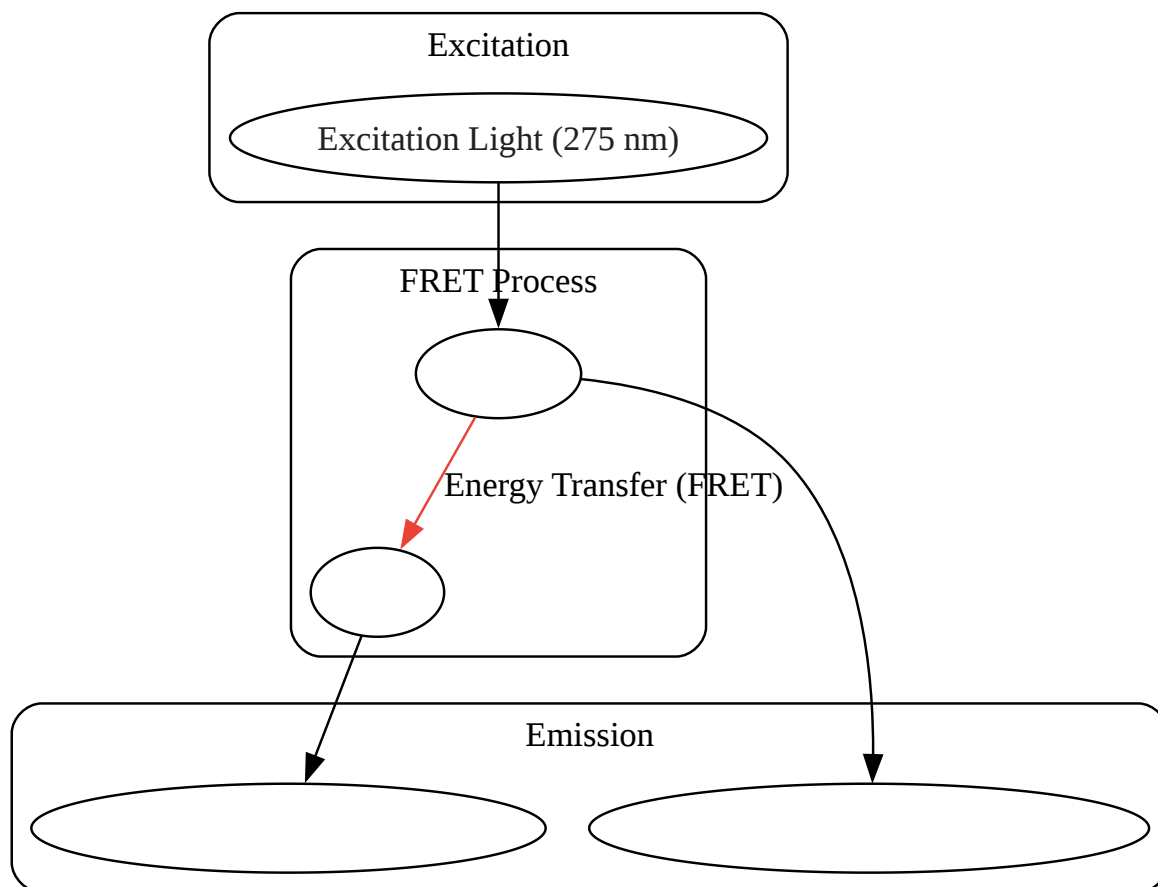 Excitation
Excitation Light (275 nm)
FRET Process
Energy Transfer (FRET)
Emission